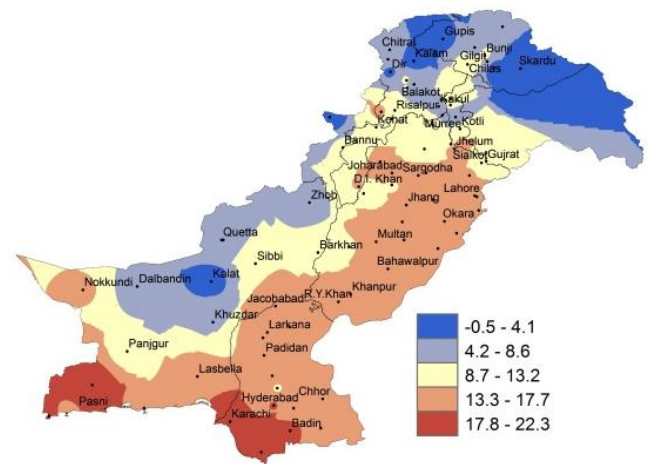 Gupis
Chitral
Kalam
Bunji
Gilgit
Dir
Chilas
Skardu
Balakot
Kakul
Risalpur
Murree
Kotli
Kohat
Bannu
Jhelum
Sialkot
Gujrat
Joharabad
Sargodha
D.I. Khan
Lahore
Zhob
Jhang
Okara
Quetta
Multan
Barkhan
Sibbi
Bahawalpur
Kalat
Nokkundi
Dalbandin
R.Y.Khan
Khanpur
Jacobabad
Khuzdar
Larkana
Panjgur
Padidan
Lasbella
Pasni
Hyderabad
Chhor
Karachi
Badin
-0.5 - 4.1
4.2 - 8.6
8.7 - 13.2
13.3 - 17.7
17.8 - 22.3